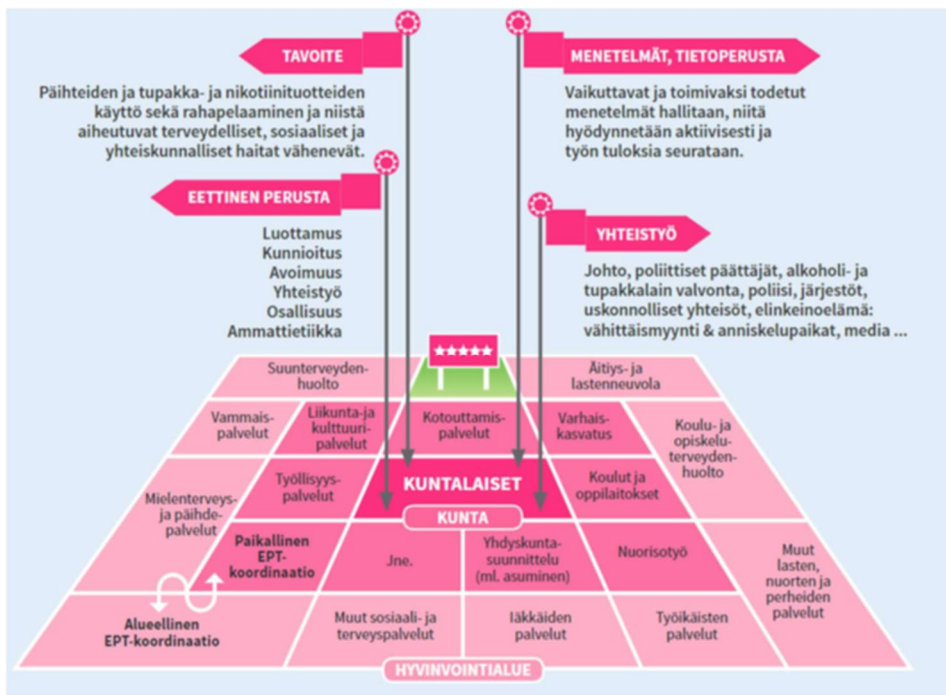 TAVOITE
Päihteiden ja tupakka- ja nikotiinituotteiden
käyttö sekä rahapelaaminen ja niistä
aiheutuvat terveydelliset, sosiaaliset ja
yhteiskunnalliset haitat vähenevät.
MENETELMÄT, TIETOPERUSTA
Vaikuttavat ja toimivaksi todetut
menetelmät hallitaan, niitä
hyödynnetään aktiivisesti ja
työn tuloksia seurataan.
EETTINEN PERUSTA
Luottamus
Kunnioitus
Avoimuus
Yhteistyö
Osallisuus
Ammattietiikka
YHTEISTYÖ
Johto, poliittiset päättäjät, alkoholi- ja
tupakkalain valvonta, poliisi, järjestöt,
uskonnolliset yhteisöt, elinkeinoelämä:
vähittäismyynti & anniskelupaikat, media ...
Suunterveyden-
huolto
Äitiys- ja
lastenneuvola
Vammais-
palvelut
Liikunta-ja
kulttuuri-
palvelut
Kotouttamis-
palvelut
Varhais-
kasvatus
Koulu- ja
opiskelu-
terveyden-
huolto
Mielenterveys-
ja päihde-
palvelut
Työllisyys-
palvelut
KUNTALAISET
Koulut ja
oppilaitokset
KUNTA
Paikallinen
EPT-
koordinaatio
Jne.
Yhdyskunta-
suunnittelu
(ml. asuminen)
Nuorisotyö
Muut
lasten,
nuorten ja
perheiden
palvelut
Alueellinen
EPT-koordinaatio
Muut sosiaali- ja
terveyspalvelut
Iäkkäiden
palvelut
Työikäisten
palvelut
HYVINVOINTIALUE